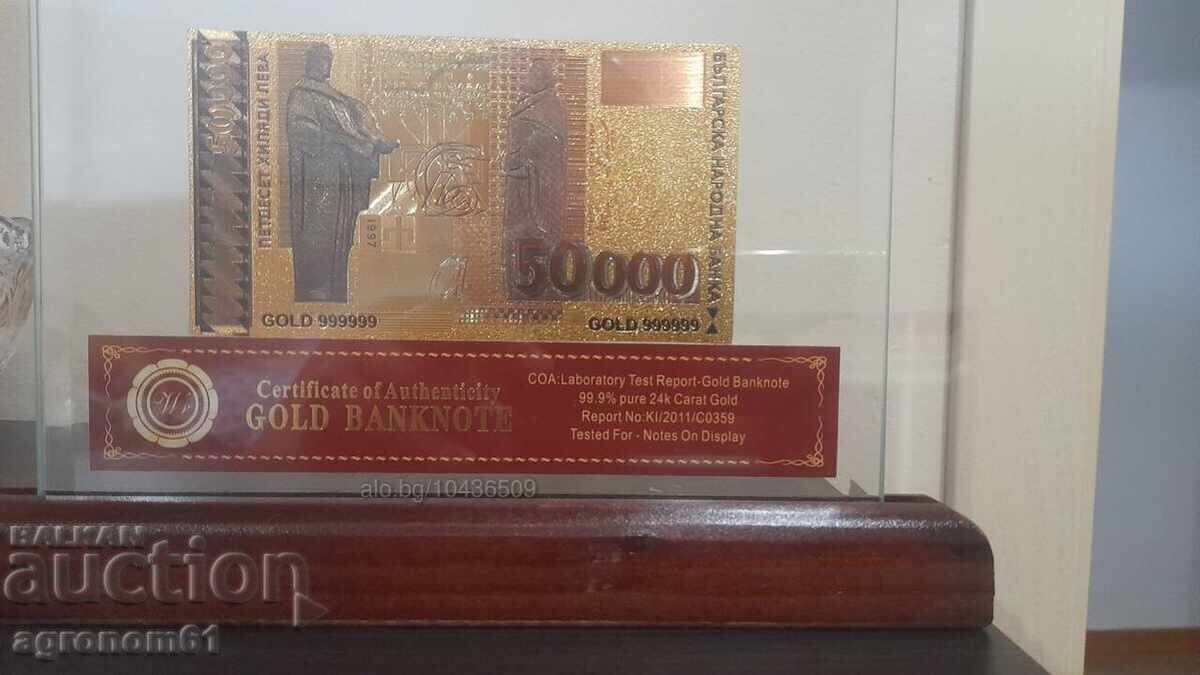 50000
ПЕТДЕСЕТ ХИЛЯДИ ЛЕВА
1997
БЪЛГАРСКА НАРОДНА БАНКА
50000
GOLD 999999
GOLD 999999
Certificate of Authenticity
GOLD BANKNOTE
COA:Laboratory Test Report-Gold Banknote
99.9% pure 24k Carat Gold
Report No:KI/2011/C0359
Tested For - Notes On Display
alo.bg/10436509
BALKAN
auction
agronom61